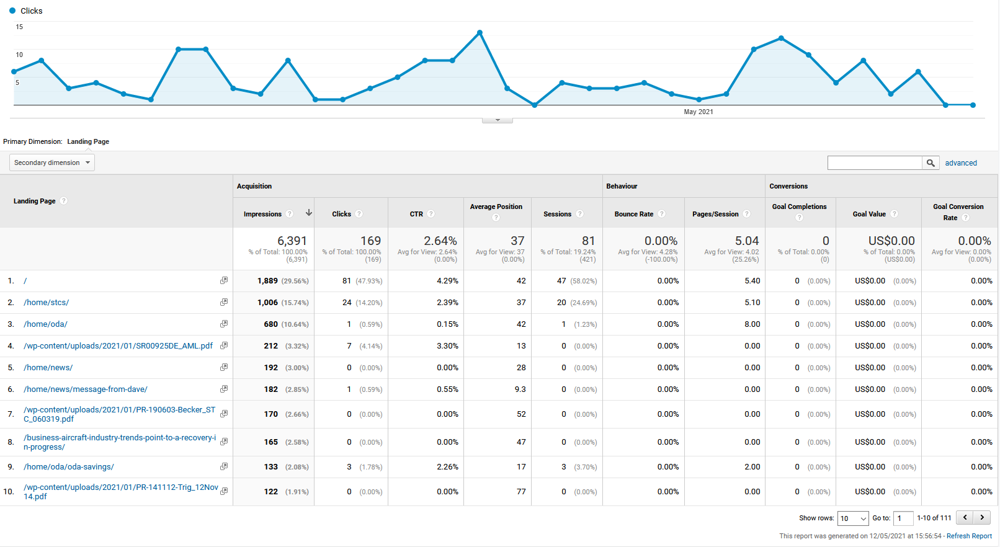 Clicks
15
10
5
May 2021
Primary Dimension: Landing Page
Secondary dimension
advanced
Landing Page ?
Acquisition
Behaviour
Conversions
Impressions ?
Clicks ?
CTR ?
Average Position ?
Sessions ?
Bounce Rate ?
Pages/Session ?
Goal Completions ?
Goal Value ?
Goal Conversion Rate ?
6,391 169 2.64% 37 81 0.00% 5.04 0 US$0.00 0.00%
% of Total: 100.00% % of Total: 100.00% Avg for View: 2.64% Avg for View: 37 % of Total: 19.24% Avg for View: 4.28% Avg for View: 4.02 % of Total: 0.00% % of Total: 0.00% Avg for View: 0.00%
(6,391) (169) (0.00%) (0.00%) (421) (-100.00%) (25.26%) (0) (US$0.00) (0.00%)
1. / 1,889 (29.56%) 81 (47.93%) 4.29% 42 47 (58.02%) 0.00% 5.40 0 (0.00%) US$0.00 (0.00%) 0.00%
2. /home/stcs/ 1,006 (15.74%) 24 (14.20%) 2.39% 37 20 (24.69%) 0.00% 5.10 0 (0.00%) US$0.00 (0.00%) 0.00%
3. /home/oda/ 680 (10.64%) 1 (0.59%) 0.15% 42 1 (1.23%) 0.00% 8.00 0 (0.00%) US$0.00 (0.00%) 0.00%
4. /wp-content/uploads/2021/01/SR00925DE_AML.pdf 212 (3.32%) 7 (4.14%) 3.30% 13 0 (0.00%) 0.00% 0.00 0 (0.00%) US$0.00 (0.00%) 0.00%
5. /home/news/ 192 (3.00%) 0 (0.00%) 0.00% 28 0 (0.00%) 0.00% 0.00 0 (0.00%) US$0.00 (0.00%) 0.00%
6. /home/news/message-from-dave/ 182 (2.85%) 1 (0.59%) 0.55% 9.3 0 (0.00%) 0.00% 0.00 0 (0.00%) US$0.00 (0.00%) 0.00%
7. /wp-content/uploads/2021/01/PR-190603-Becker_ST
C_060319.pdf 170 (2.66%) 0 (0.00%) 0.00% 52 0 (0.00%) 0.00% 0.00 0 (0.00%) US$0.00 (0.00%) 0.00%
8. /business-aircraft-industry-trends-point-to-a-recovery-i
n-progress/ 165 (2.58%) 0 (0.00%) 0.00% 47 0 (0.00%) 0.00% 0.00 0 (0.00%) US$0.00 (0.00%) 0.00%
9. /home/oda/oda-savings/ 133 (2.08%) 3 (1.78%) 2.26% 17 3 (3.70%) 0.00% 2.00 0 (0.00%) US$0.00 (0.00%) 0.00%
10. /wp-content/uploads/2021/01/PR-141112-Trig_12Nov
14.pdf 122 (1.91%) 0 (0.00%) 0.00% 77 0 (0.00%) 0.00% 0.00 0 (0.00%) US$0.00 (0.00%) 0.00%
Show rows: 10 Go to: 1 1-10 of 111
This report was generated on 12/05/2021 at 15:56:54 - Refresh Report